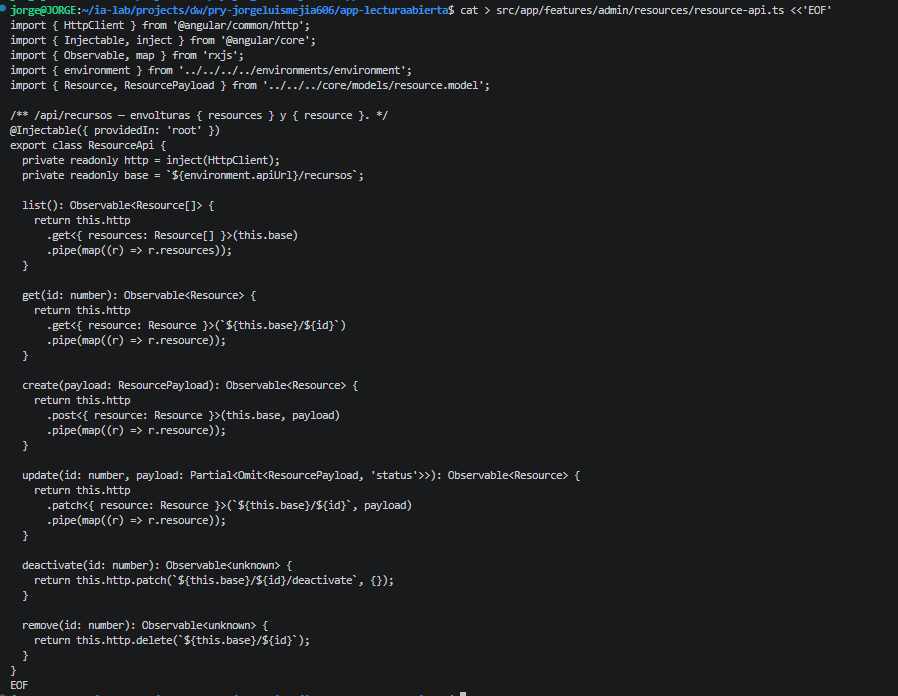 jorge@JORGE:~/ia-lab/projects/dw/pry-jorgeluismejia606/app-lecturaabierta$ cat > src/app/features/admin/resources/resource-api.ts <<'EOF'
import { HttpClient } from '@angular/common/http';
import { Injectable, inject } from '@angular/core';
import { Observable, map } from 'rxjs';
import { environment } from '../../../../environments/environment';
import { Resource, ResourcePayload } from '../../../core/models/resource.model';

/** /api/recursos — envolturas { resources } y { resource }. */
@Injectable({ providedIn: 'root' })
export class ResourceApi {
  private readonly http = inject(HttpClient);
  private readonly base = `${environment.apiUrl}/recursos`;

  list(): Observable<Resource[]> {
    return this.http
      .get<{ resources: Resource[] }>(this.base)
      .pipe(map((r) => r.resources));
  }

  get(id: number): Observable<Resource> {
    return this.http
      .get<{ resource: Resource }>(`${this.base}/${id}`)
      .pipe(map((r) => r.resource));
  }

  create(payload: ResourcePayload): Observable<Resource> {
    return this.http
      .post<{ resource: Resource }>(this.base, payload)
      .pipe(map((r) => r.resource));
  }

  update(id: number, payload: Partial<Omit<ResourcePayload, 'status'>>): Observable<Resource> {
    return this.http
      .patch<{ resource: Resource }>(`${this.base}/${id}`, payload)
      .pipe(map((r) => r.resource));
  }

  deactivate(id: number): Observable<unknown> {
    return this.http.patch(`${this.base}/${id}/deactivate`, {});
  }

  remove(id: number): Observable<unknown> {
    return this.http.delete(`${this.base}/${id}`);
  }
}
EOF